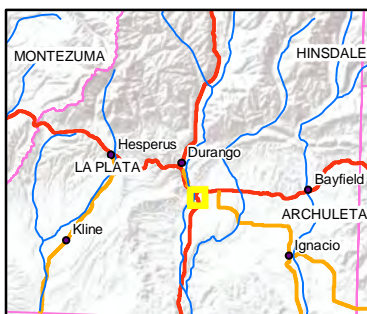 MONTEZUMA
HINSDALE
Hesperus
Durango
LA PLATA
Bayfield
ARCHULETA
Kline
Ignacio